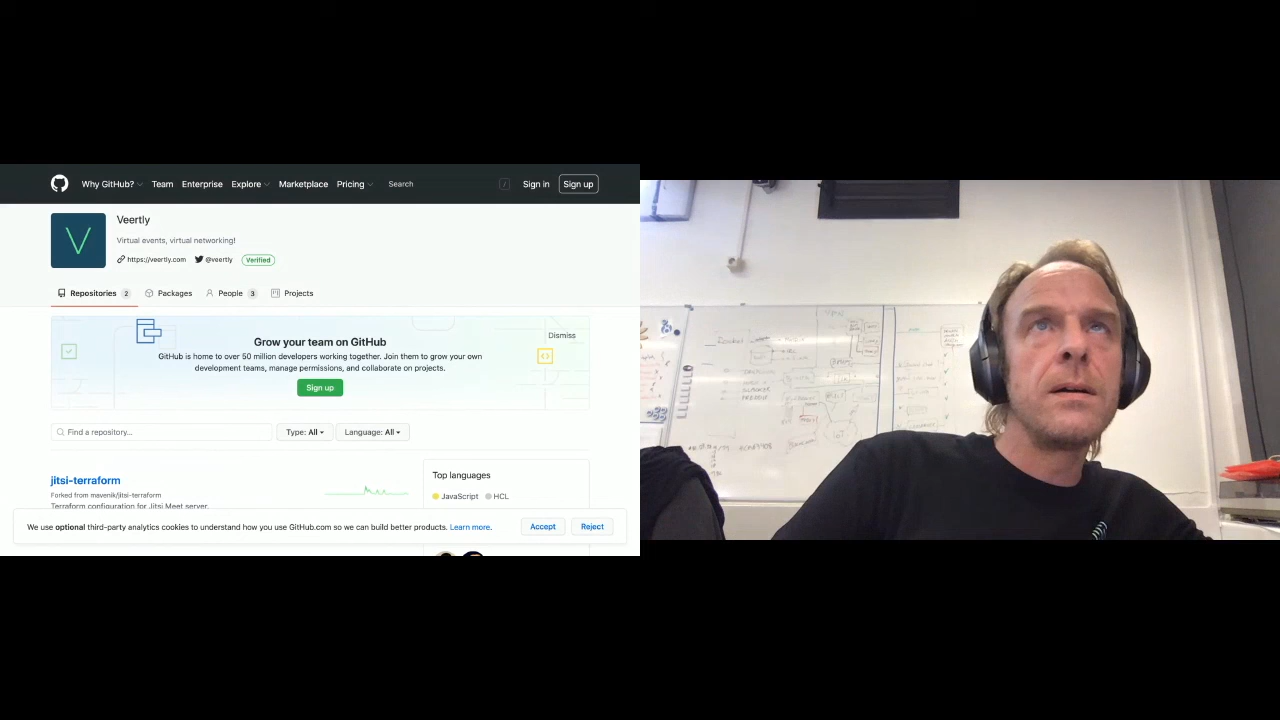 Why GitHub? Team Enterprise Explore Marketplace Pricing Search / Sign in Sign up
Veertly
Virtual events, virtual networking!
https://veertly.com @veertly Verified
Repositories 2 Packages People 3 Projects
Dismiss
Grow your team on GitHub
GitHub is home to over 50 million developers working together. Join them to grow your own
development teams, manage permissions, and collaborate on projects.
Sign up
Find a repository... Type: All Language: All
jitsi-terraform
Forked from mavenik/jitsi-terraform
Terraform configuration for Jitsi Meet server.
Top languages
JavaScript HCL
We use optional third-party analytics cookies to understand how you use GitHub.com so we can build better products. Learn more. Accept Reject